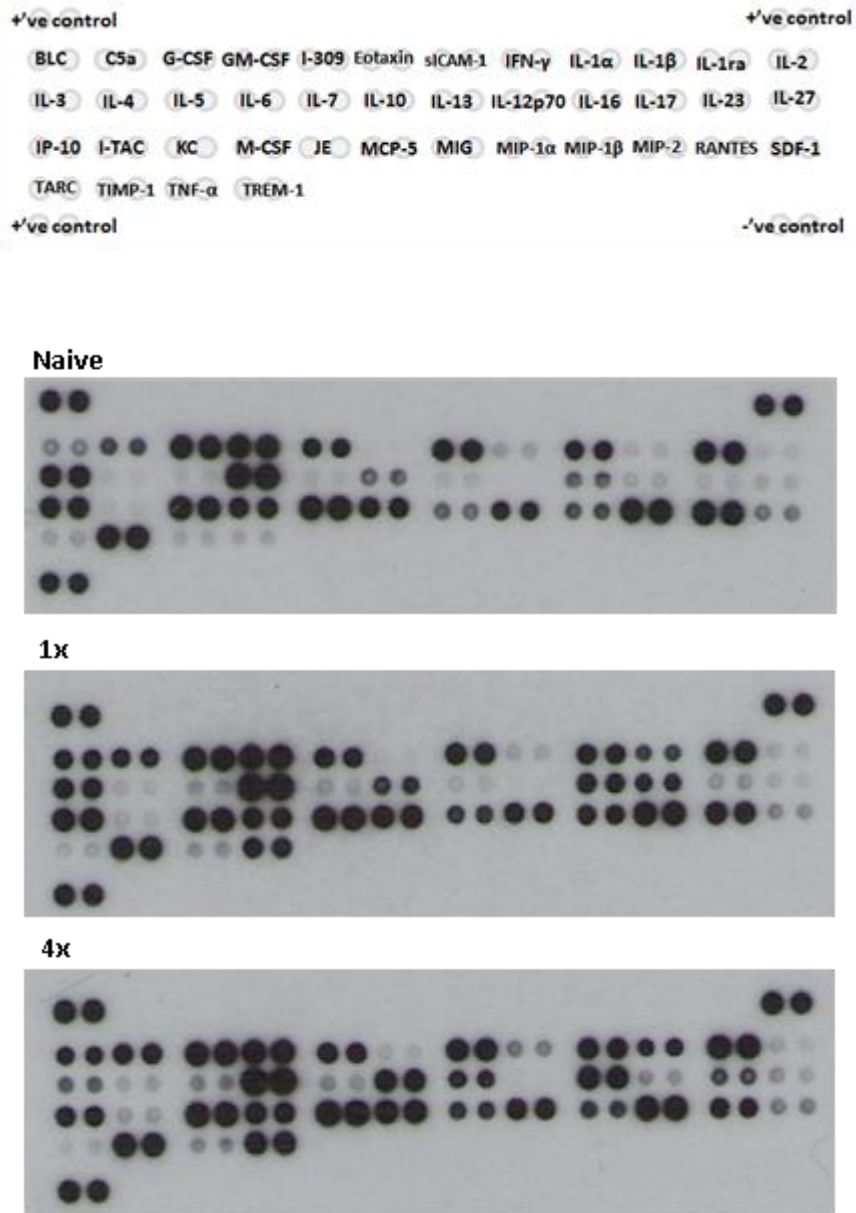 +'ve control +'ve control
BLC C5a G-CSF GM-CSF I-309 Eotaxin sICAM-1 IFN-γ IL-1α IL-1β IL-1ra IL-2
IL-3 IL-4 IL-5 IL-6 IL-7 IL-10 IL-13 IL-12p70 IL-16 IL-17 IL-23 IL-27
IP-10 I-TAC KC M-CSF JE MCP-5 MIG MIP-1α MIP-1β MIP-2 RANTES SDF-1
TARC TIMP-1 TNF-α TREM-1
+'ve control -'ve control
Naive
1x
4x